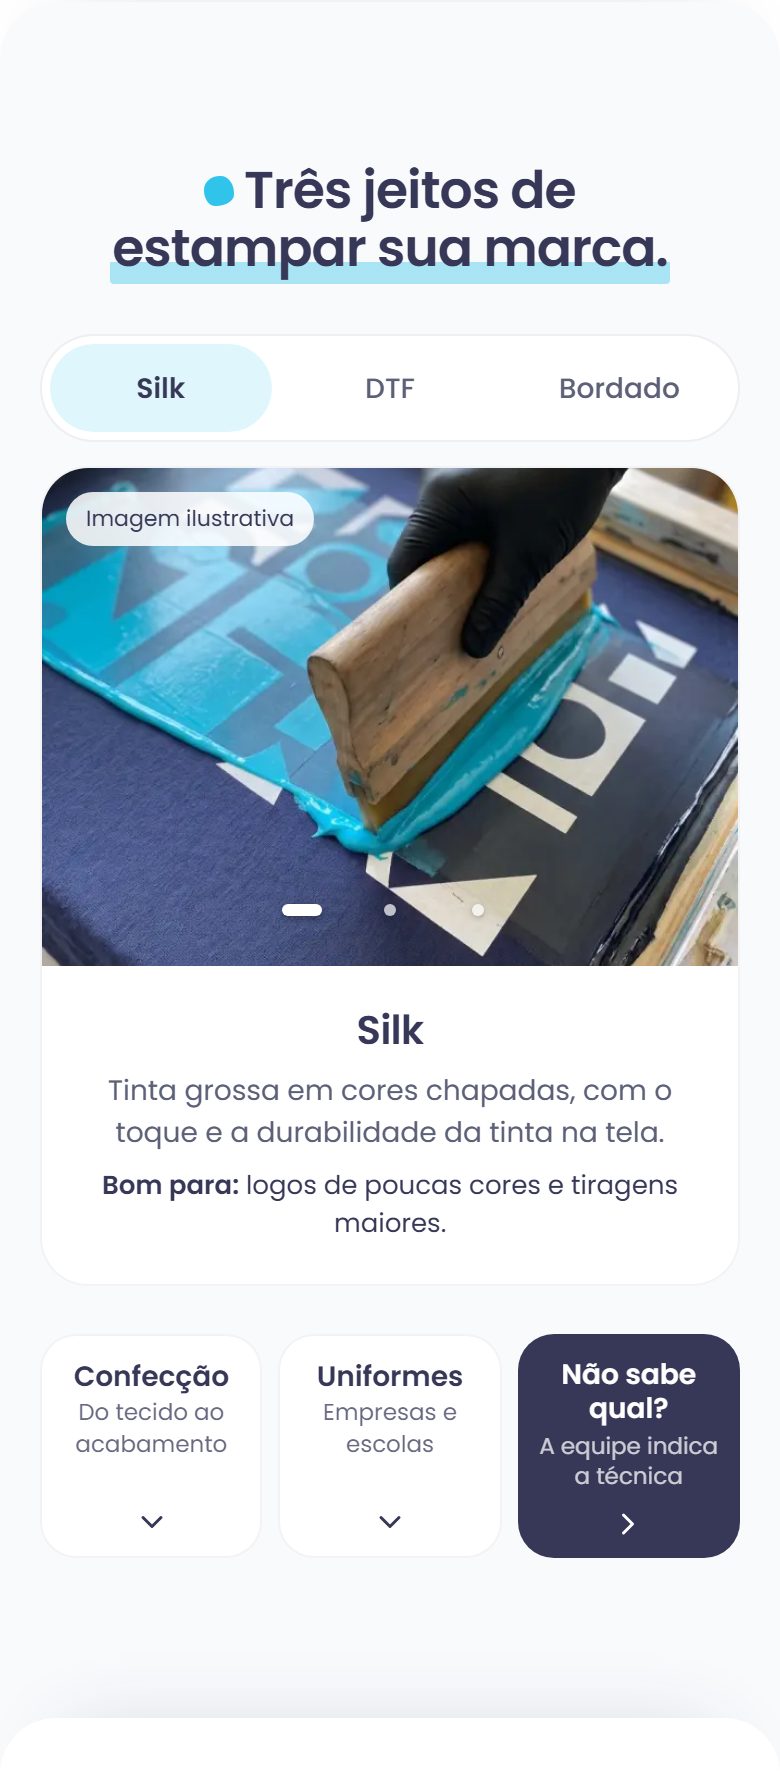 Três jeitos de
estampar sua marca.
Silk
DTF
Bordado
Imagem ilustrativa
Silk
Tinta grossa em cores chapadas, com o
toque e a durabilidade da tinta na tela.
Bom para: logos de poucas cores e tiragens
maiores.
Confecção
Do tecido ao
acabamento
Uniformes
Empresas e
escolas
Não sabe
qual?
A equipe indica
a técnica